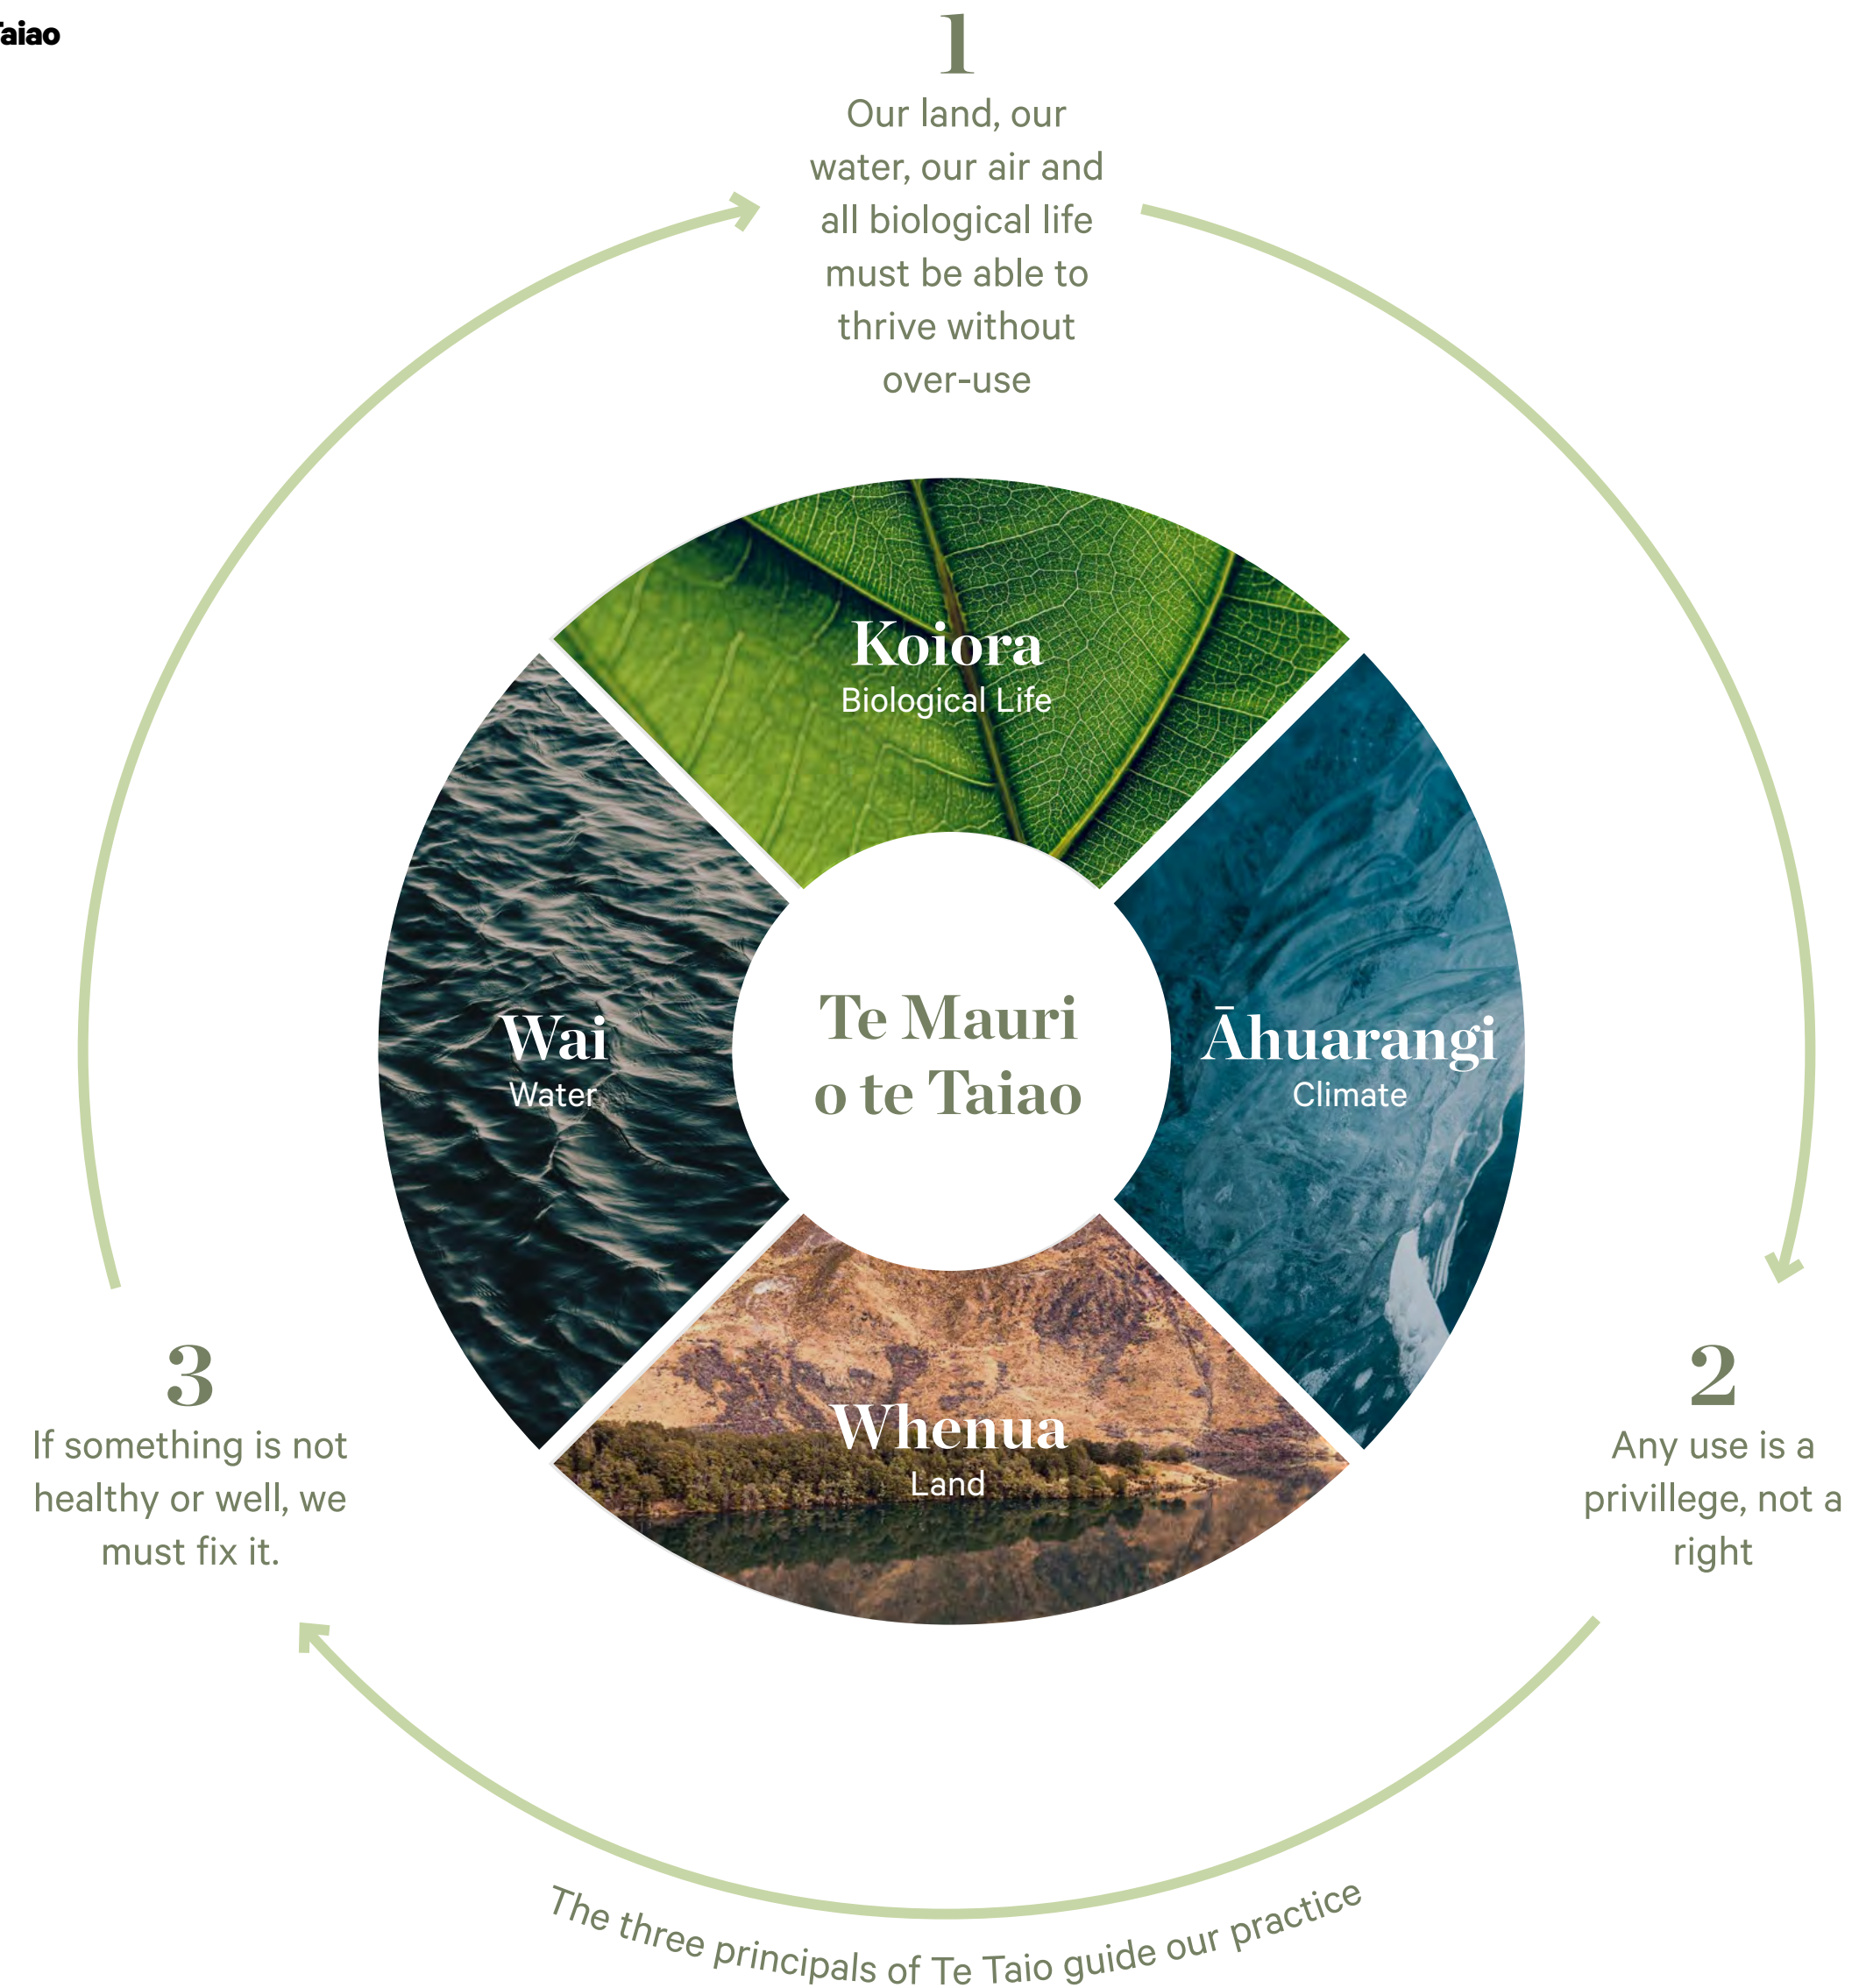 aiao
1
Our land, our
water, our air and
all biological life
must be able to
thrive without
over-use
Koiora
Biological Life
Wai
Water
Te Mauri
o te Taiao
Āhuarangi
Climate
Whenua
Land
2
Any use is a
privillege, not a
right
3
If something is not
healthy or well, we
must fix it.
The three principals of Te Taio guide our practice